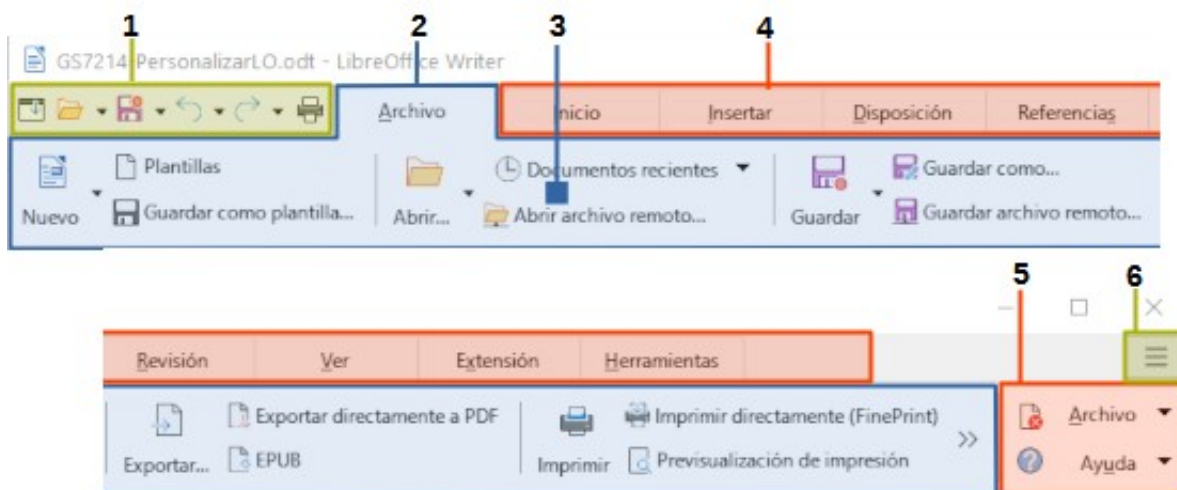 1 2 3 4
GS7214-PersonalizarLO.odt - LibreOffice Writer
Archivo Inicio Insertar Disposición Referencias
Plantillas Documentos recientes Guardar como...
Nuevo Guardar como plantilla... Abrir... Abrir archivo remoto... Guardar Guardar archivo remoto...
5 6
Revisión Ver Extensión Herramientas
Exportar directamente a PDF Imprimir directamente (FinePrint) » Archivo
Exportar... EPUB Imprimir Previsualización de impresión Ayuda